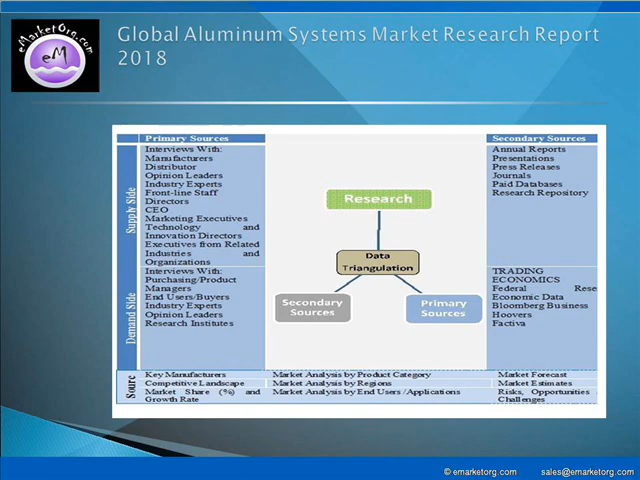 eMarketOrg.com
eM
Global Aluminum Systems Market Research Report
2018
Primary Sources
Secondary Sources
Supply Side
Interviews With:
Manufacturers
Distributor
Opinion Leaders
Industry Experts
Front-line Staff
Directors
CEO
Marketing Executives
Technology and
Innovation Directors
Executives from Related
Industries and
Organizations
Annual Reports
Presentations
Press Releases
Journals
Paid Databases
Research Repository
Research
Data
Triangulation
Secondary
Sources
Primary
Sources
Demand Side
Interviews With:
Purchasing/Product
Managers
End Users/Buyers
Industry Experts
Opinion Leaders
Research Institutes
TRADING
ECONOMICS
Federal Rese
Economic Data
Bloomberg Business
Hoovers
Factiva
Sourc
Key Manufacturers
Competitive Landscape
Market Share (%) and
Growth Rate
Market Analysis by Product Category
Market Analysis by Regions
Market Analysis by End Users /Applications
Market Forecast
Market Estimates
Risks, Opportunities
Challenges
© emarketorg.com sales@emarketorg.com